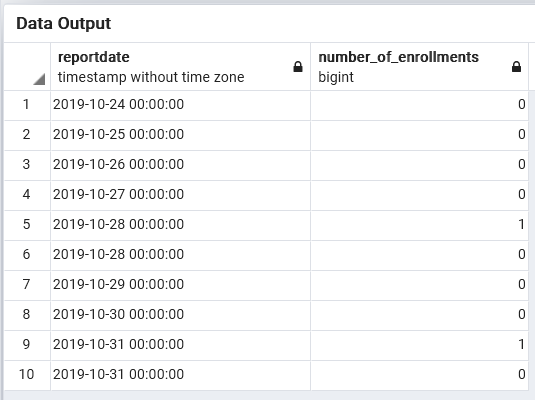 Data Output
reportdate number_of_enrollments
timestamp without time zone bigint
1 2019-10-24 00:00:00 0
2 2019-10-25 00:00:00 0
3 2019-10-26 00:00:00 0
4 2019-10-27 00:00:00 0
5 2019-10-28 00:00:00 1
6 2019-10-28 00:00:00 0
7 2019-10-29 00:00:00 0
8 2019-10-30 00:00:00 0
9 2019-10-31 00:00:00 1
10 2019-10-31 00:00:00 0